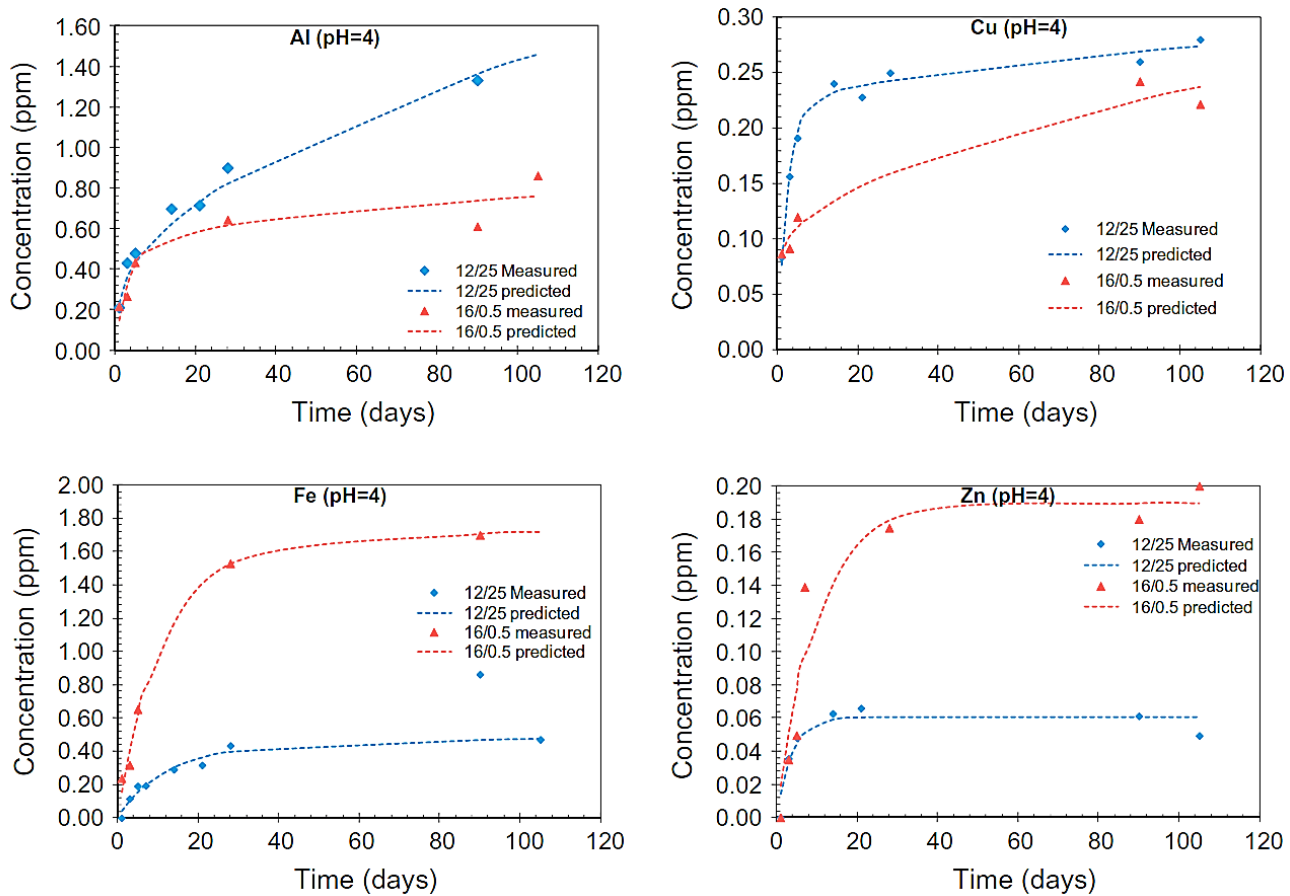 Al (pH=4)
Concentration (ppm)
1.60
1.40
1.20
1.00
0.80
0.60
0.40
0.20
0.00
12/25 Measured
12/25 predicted
16/0.5 measured
16/0.5 predicted
0 20 40 60 80 100 120
Time (days)
Cu (pH=4)
Concentration (ppm)
0.30
0.25
0.20
0.15
0.10
0.05
0.00
12/25 Measured
12/25 predicted
16/0.5 measured
16/0.5 predicted
0 20 40 60 80 100 120
Time (days)
Fe (pH=4)
Concentration (ppm)
2.00
1.80
1.60
1.40
1.20
1.00
0.80
0.60
0.40
0.20
0.00
12/25 Measured
12/25 predicted
16/0.5 measured
16/0.5 predicted
0 20 40 60 80 100 120
Time (days)
Zn (pH=4)
Concentration (ppm)
0.20
0.18
0.16
0.14
0.12
0.10
0.08
0.06
0.04
0.02
0.00
12/25 Measured
12/25 predicted
16/0.5 measured
16/0.5 predicted
0 20 40 60 80 100 120
Time (days)